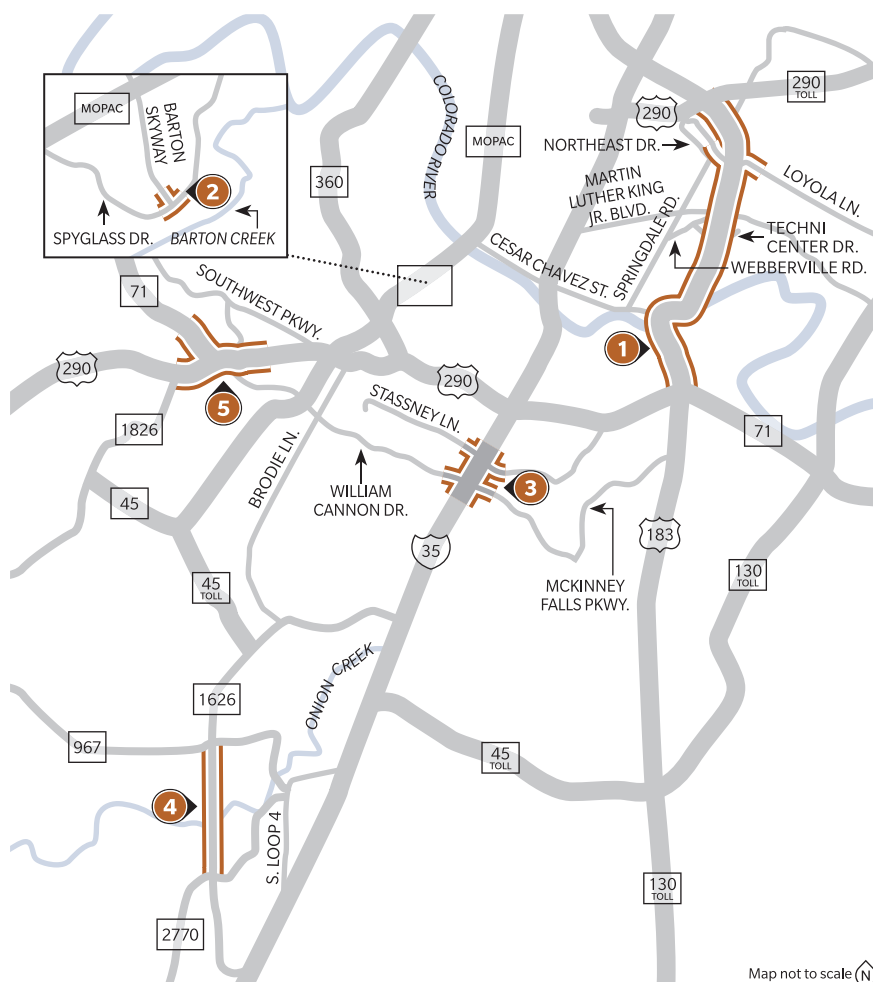 MOPAC
BARTON
SKYWAY
2
SPYGLASS DR.
BARTON CREEK
COLORADO RIVER
360
MOPAC
290
290
TOLL
NORTHEAST DR.
LOYOLA LN.
MARTIN
LUTHER KING
JR. BLVD.
SPRINGDALE RD.
TECHNI
CENTER DR.
WEBBERVILLE RD.
CESAR CHAVEZ ST.
71
SOUTHWEST PKWY.
1
290
5
290
STASSNEY LN.
1826
BRODIE LN.
71
45
WILLIAM
CANNON DR.
3
35
183
MCKINNEY
FALLS PKWY.
45
TOLL
130
TOLL
1626
ONION CREEK
967
45
TOLL
4
S. LOOP 4
130
TOLL
2770
Map not to scale
N